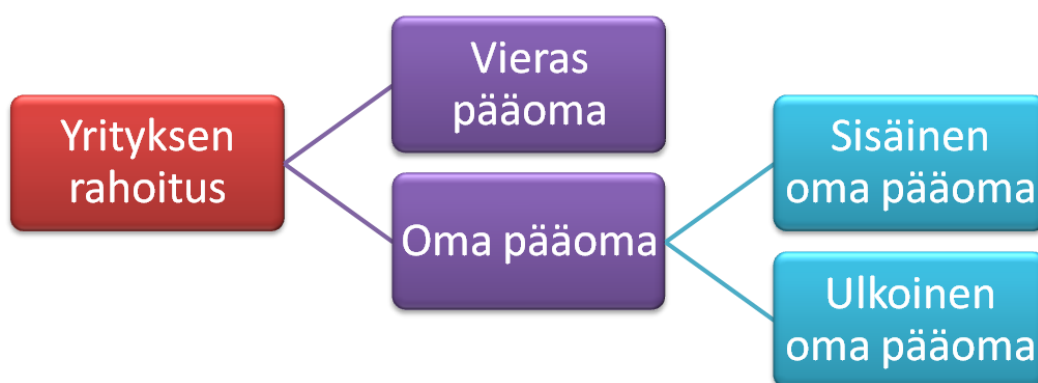 Yrityksen
rahoitus
Vieras
pääoma
Oma pääoma
Sisäinen
oma pääoma
Ulkoinen
oma pääoma